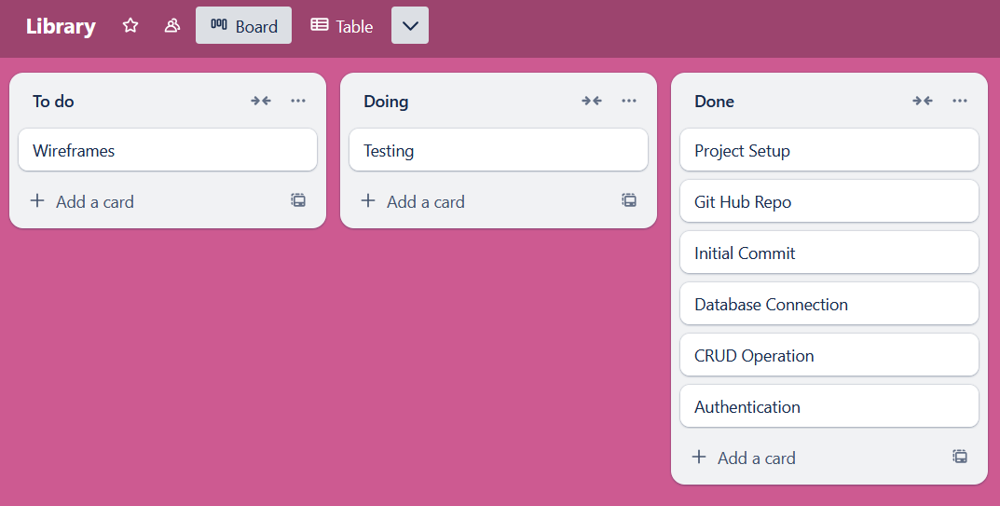 Library
Board
Table
To do
Wireframes
Add a card
Doing
Testing
Add a card
Done
Project Setup
Git Hub Repo
Initial Commit
Database Connection
CRUD Operation
Authentication
Add a card